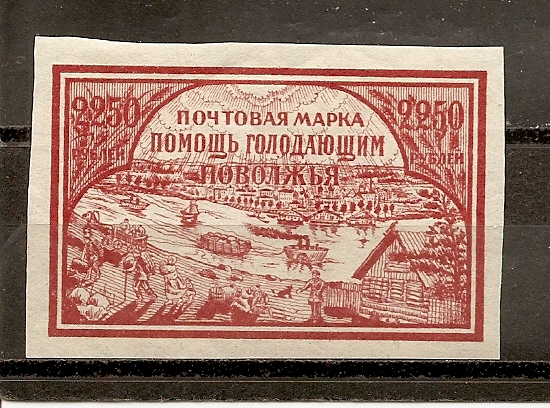 2250 2250
РУБЛЕЙ РУБЛЕЙ
ПОЧТОВАЯ МАРКА
ПОМОЩЬ ГОЛОДАЮЩИМ
ПОВОЛЖЬЯ